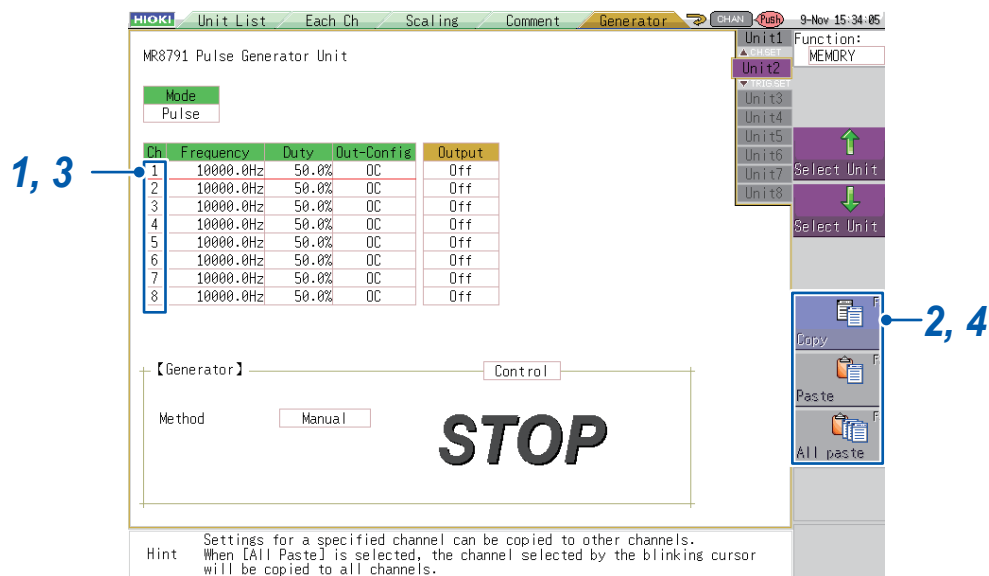 HIOKI Unit List Each Ch Scaling Comment Generator CHAN Push 9-Nov 15:34:05
Unit1
▲CH.SET
Unit2
▼TRIG.SET
Unit3
Unit4
Unit5
Unit6
Unit7
Unit8
Function:
MEMORY
Select Unit
Select Unit
MR8791 Pulse Generator Unit
Mode
Pulse
Ch Frequency Duty Out-Config Output
1 10000.0Hz 50.0% OC Off
2 10000.0Hz 50.0% OC Off
3 10000.0Hz 50.0% OC Off
4 10000.0Hz 50.0% OC Off
5 10000.0Hz 50.0% OC Off
6 10000.0Hz 50.0% OC Off
7 10000.0Hz 50.0% OC Off
8 10000.0Hz 50.0% OC Off
1, 3
2, 4
F
Copy
F
Paste
F
All paste
【Generator】 Control
Method Manual
STOP
Hint Settings for a specified channel can be copied to other channels.
When [All Paste] is selected, the channel selected by the blinking cursor
will be copied to all channels.